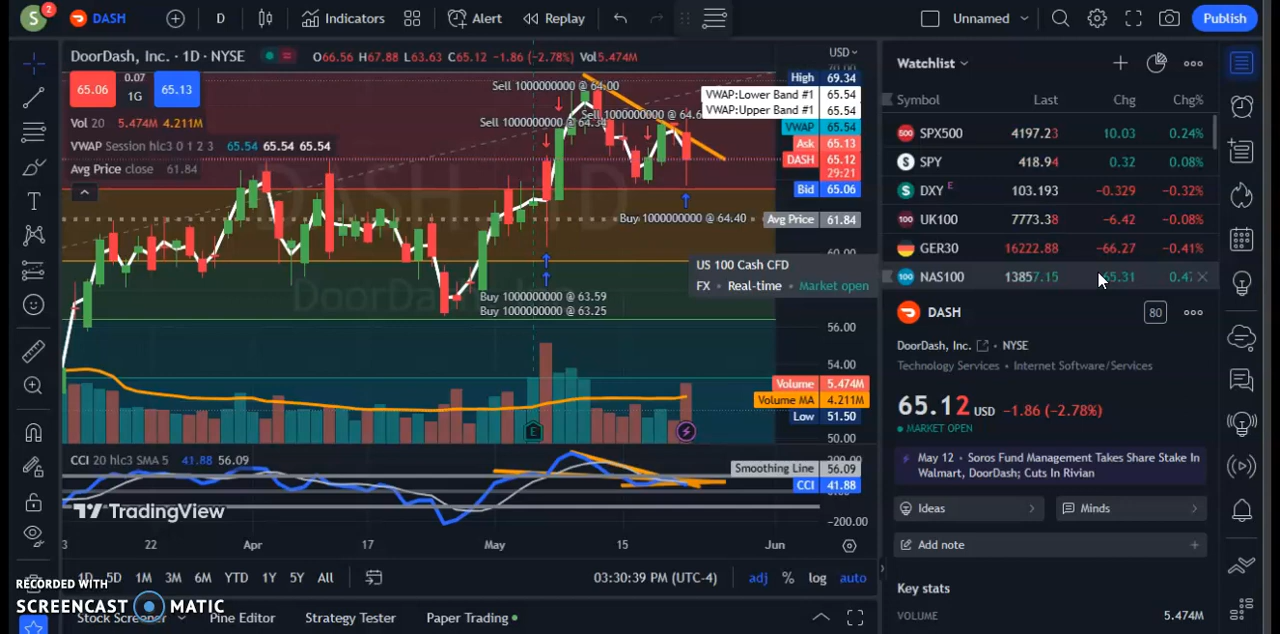 S 2 DASH D Indicators Alert Replay Unnamed Publish
DoorDash, Inc. · 1D · NYSE O66.56 H67.88 L63.63 C65.12 -1.86 (-2.78%) Vol5.474M
USD
65.06 0.07 65.13
1G
Vol 20 5.474M 4.211M
VWAP Session hlc3 0 1 2 3 65.54 65.54 65.54
Avg Price close 61.84
Sell 1000000000 @ 64.00
Buy 1000000000 @ 64.40
Buy 1000000000 @ 63.59
Buy 1000000000 @ 63.25
High 69.34
VWAP:Lower Band #1 65.54
VWAP:Upper Band #1 65.54
VWAP 65.54
Ask 65.13
DASH 65.12
29:21
Bid 65.06
Avg Price 61.84
60.00
US 100 Cash CFD
FX • Real-time • Market open
56.00
54.00
Volume 5.474M
Volume MA 4.211M
Low 51.50
50.00
E
CCI 20 hlc3 SMA 5 41.88 56.09
Smoothing Line 56.09
CCI 41.88
-200.00
TradingView
3 22 Apr 17 May 15 Jun
1D 5D 1M 3M 6M YTD 1Y 5Y All 03:30:39 PM (UTC-4) adj % log auto
RECORDED WITH
SCREENCAST MATIC
Stock Screener Pine Editor Strategy Tester Paper Trading
Watchlist
Symbol Last Chg Chg%
500 SPX500 4197.23 10.03 0.24%
S SPY 418.94 0.32 0.08%
DXY E 103.193 -0.329 -0.32%
100 UK100 7773.38 -6.42 -0.08%
GER30 16222.88 -66.27 -0.41%
100 NAS100 13857.15 65.31 0.47
DASH 80
DoorDash, Inc. • NYSE
Technology Services • Internet Software/Services
65.12 USD -1.86 (-2.78%)
MARKET OPEN
May 12 • Soros Fund Management Takes Share Stake In
Walmart, DoorDash; Cuts In Rivian
Ideas Minds
Add note
Key stats
VOLUME 5.474M